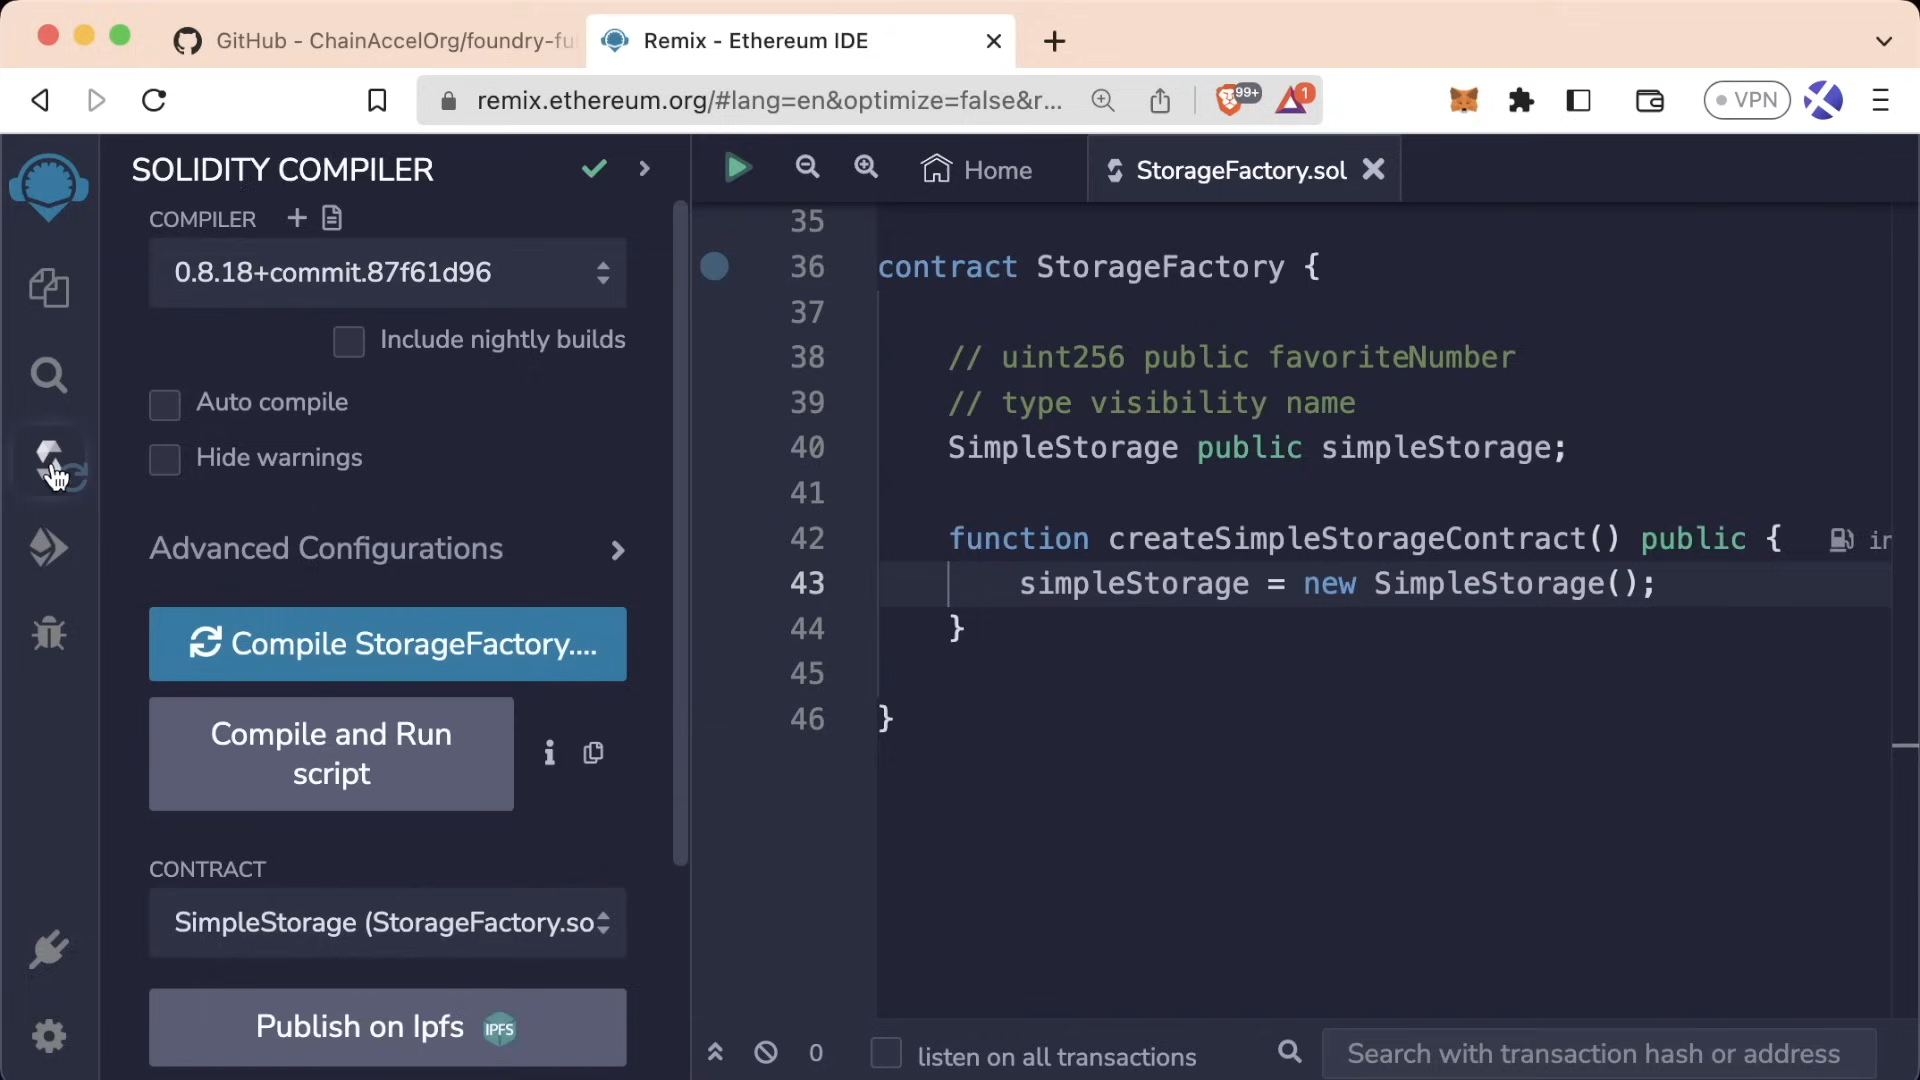 GitHub - ChainAccelOrg/foundry-fu
Remix - Ethereum IDE
remix.ethereum.org/#lang=en&optimize=false&r...
99+
1
VPN
SOLIDITY COMPILER
COMPILER
0.8.18+commit.87f61d96
Include nightly builds
Auto compile
Hide warnings
Advanced Configurations
Compile StorageFactory....
Compile and Run
script
CONTRACT
SimpleStorage (StorageFactory.so
Publish on Ipfs
IPFS
Home
StorageFactory.sol
35
36 contract StorageFactory {
37
38 // uint256 public favoriteNumber
39 // type visibility name
40 SimpleStorage public simpleStorage;
41
42 function createSimpleStorageContract() public { in
43 simpleStorage = new SimpleStorage();
44 }
45
46 }
0
listen on all transactions
Search with transaction hash or address